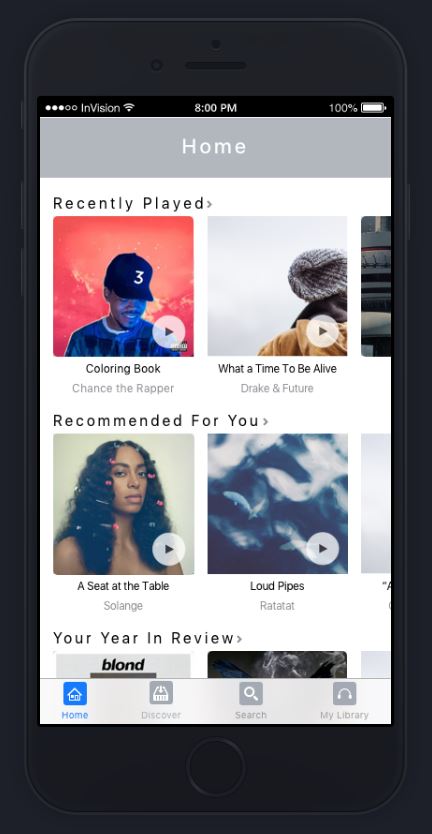 InVision 8:00 PM 100%
Home
Recently Played
3
Coloring Book What a Time To Be Alive
Chance the Rapper Drake & Future
Recommended For You
A Seat at the Table Loud Pipes "A
Solange Ratatat
Your Year In Review
blond
Home Discover Search My Library